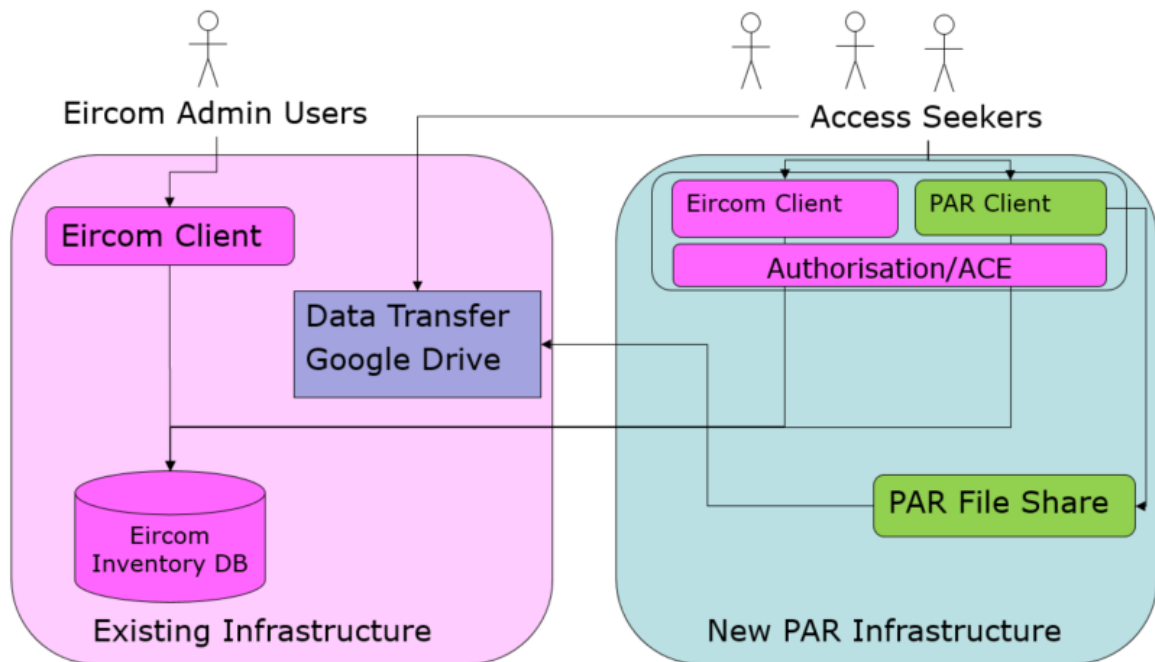 Eircom Admin Users
Access Seekers
Eircom Client
PAR Client
Eircom Client
Authorisation/ACE
Data Transfer
Google Drive
PAR File Share
Eircom
Inventory DB
Existing Infrastructure
New PAR Infrastructure